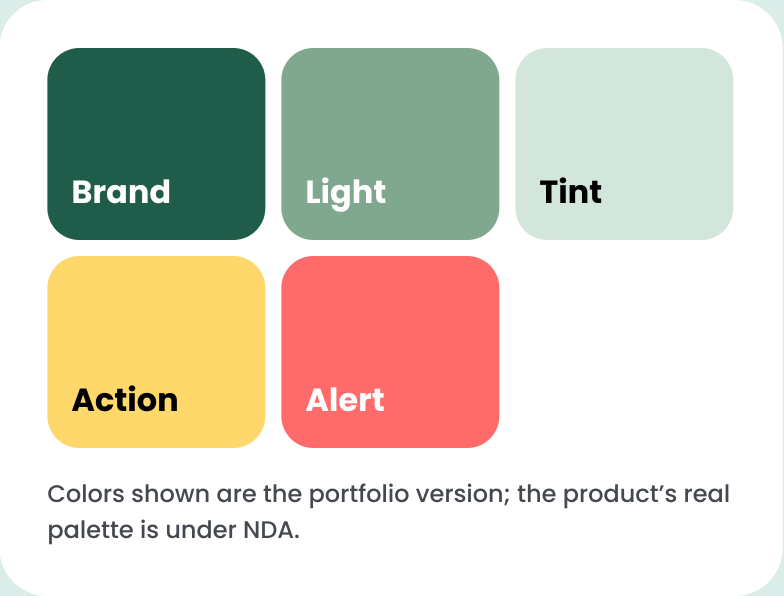 Brand
Light
Tint
Action
Alert
Colors shown are the portfolio version; the product’s real
palette is under NDA.